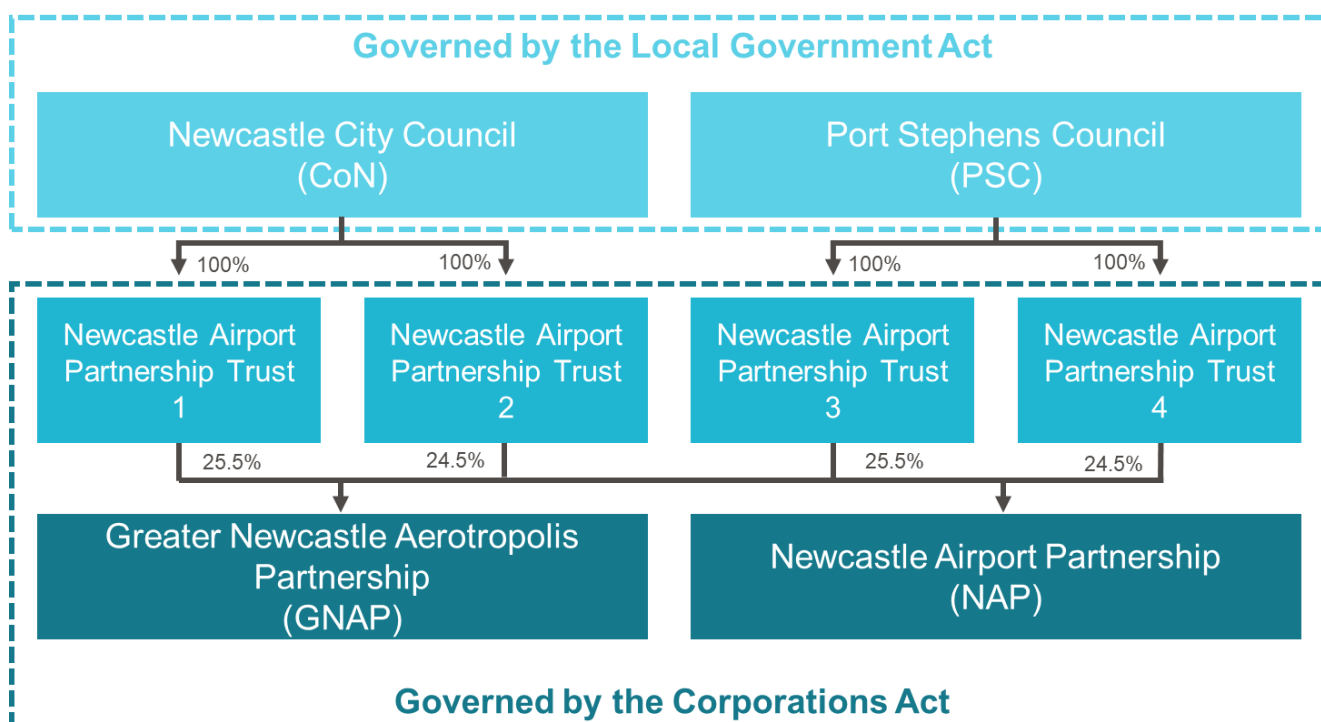 Governed by the Local Government Act
Newcastle City Council
(CoN)
Port Stephens Council
(PSC)
100%
100%
100%
100%
Newcastle Airport
Partnership Trust
1
Newcastle Airport
Partnership Trust
2
Newcastle Airport
Partnership Trust
3
Newcastle Airport
Partnership Trust
4
25.5%
24.5%
25.5%
24.5%
Greater Newcastle Aerotropolis
Partnership
(GNAP)
Newcastle Airport Partnership
(NAP)
Governed by the Corporations Act